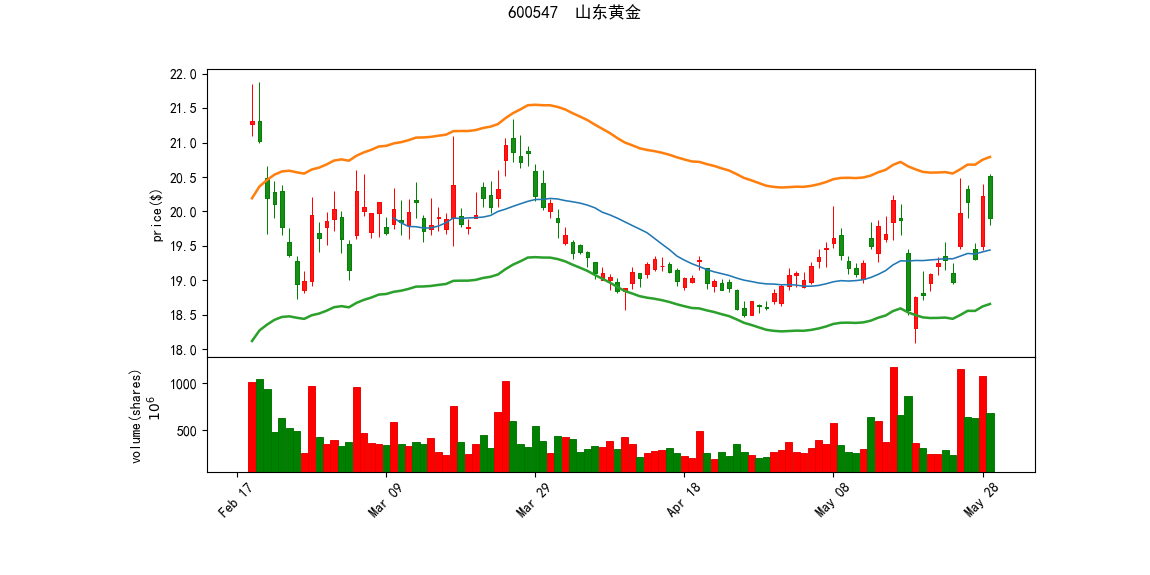 600547 山东黄金
price($)
22.0
21.5
21.0
20.5
20.0
19.5
19.0
18.5
18.0
volume(shares)
10^6
1000
500
Feb 17
Mar 09
Mar 29
Apr 18
May 08
May 28